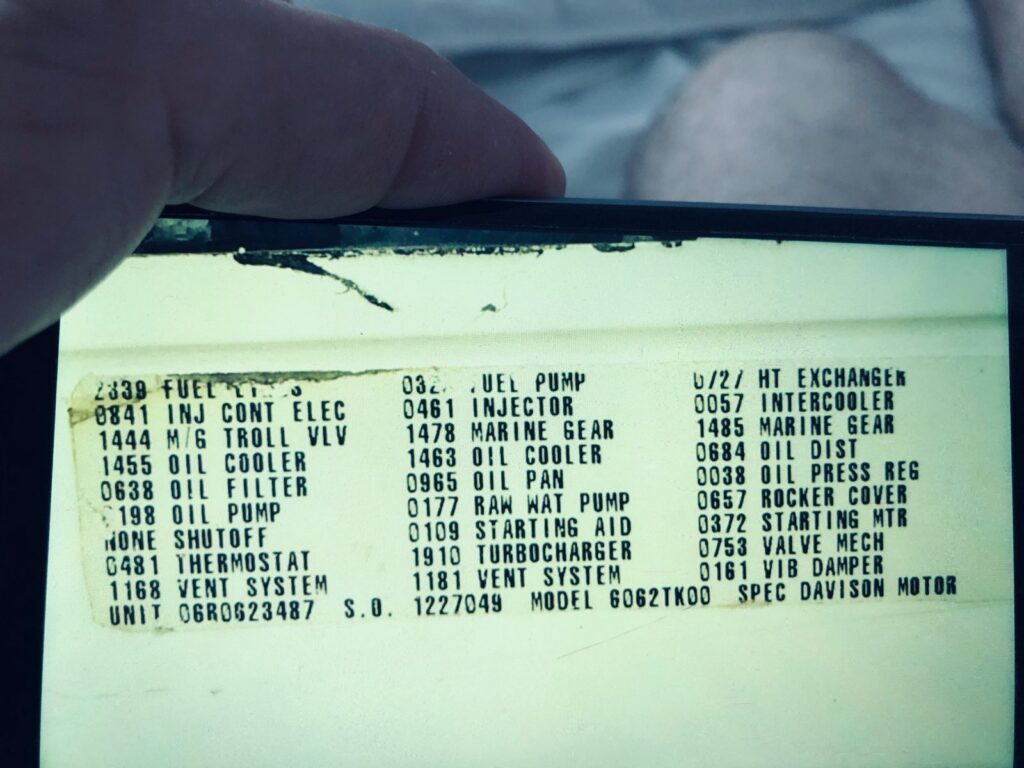 2339 FUEL 032 FUEL PUMP 0727 HT EXCHANGER
0841 INJ CONT ELEC 0461 INJECTOR 0057 INTERCOOLER
1444 M/G TROLL VLV 1478 MARINE GEAR 1485 MARINE GEAR
1455 OIL COOLER 1463 OIL COOLER 0684 OIL DIST
0638 OIL FILTER 0965 OIL PAN 0038 OIL PRESS REG
198 OIL PUMP 0177 RAW WAT PUMP 0657 ROCKER COVER
NONE SHUTOFF 0109 STARTING AID 0372 STARTING MTR
0481 THERMOSTAT 1910 TURBOCHARGER 0753 VALVE MECH
1168 VENT SYSTEM 1181 VENT SYSTEM 0161 VIB DAMPER
UNIT 06R0623487 S.O. 1227049 MODEL 6062TK00 SPEC DAVISON MOTOR